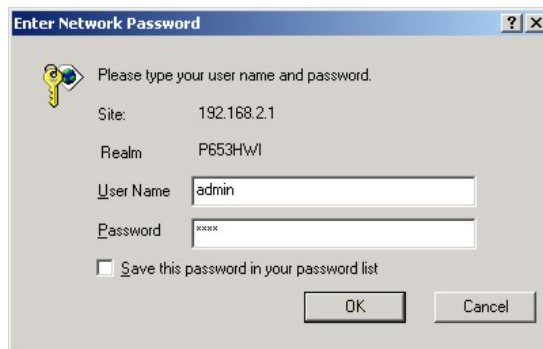 Enter Network Password
? X
Please type your user name and password.
Site: 192.168.2.1
Realm P653HWI
User Name admin
Password ××××
Save this password in your password list
OK Cancel